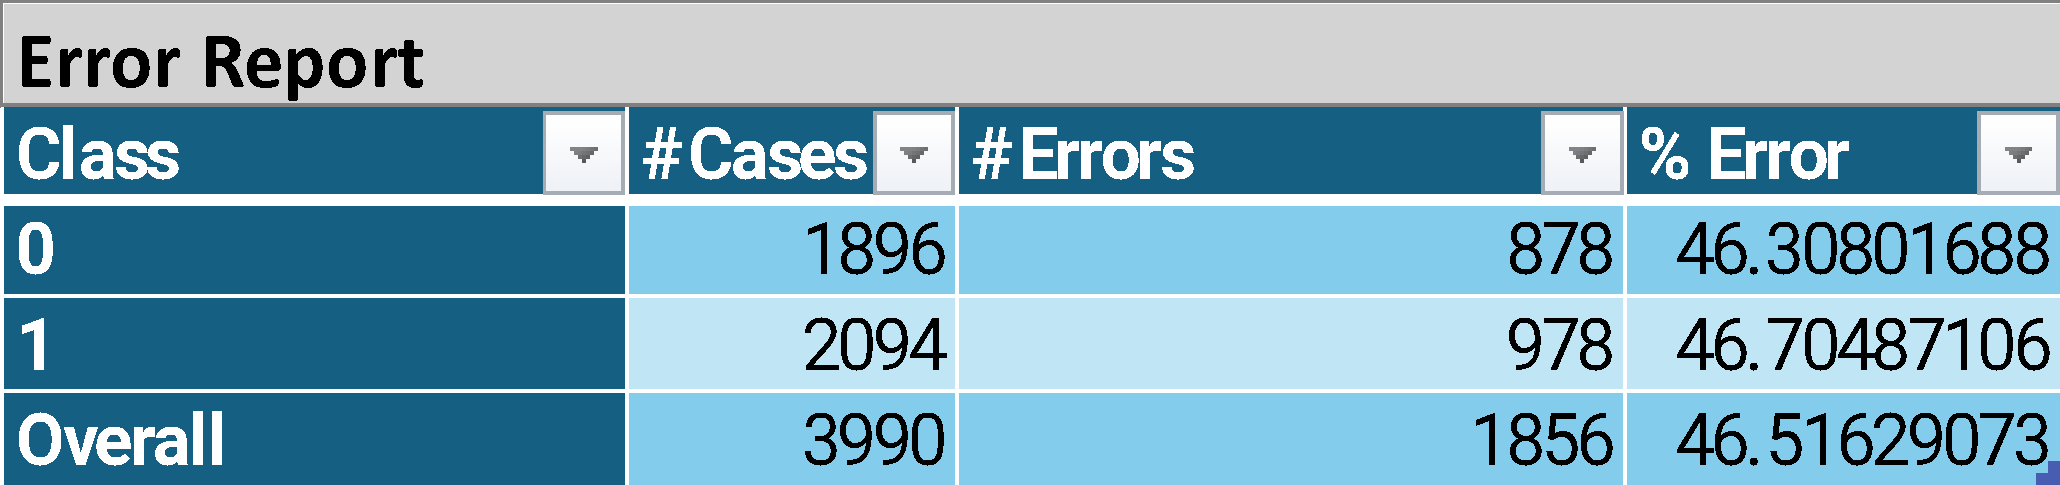 Error Report
Class # Cases # Errors % Error
0 1896 878 46.30801688
1 2094 978 46.70487106
Overall 3990 1856 46.51629073